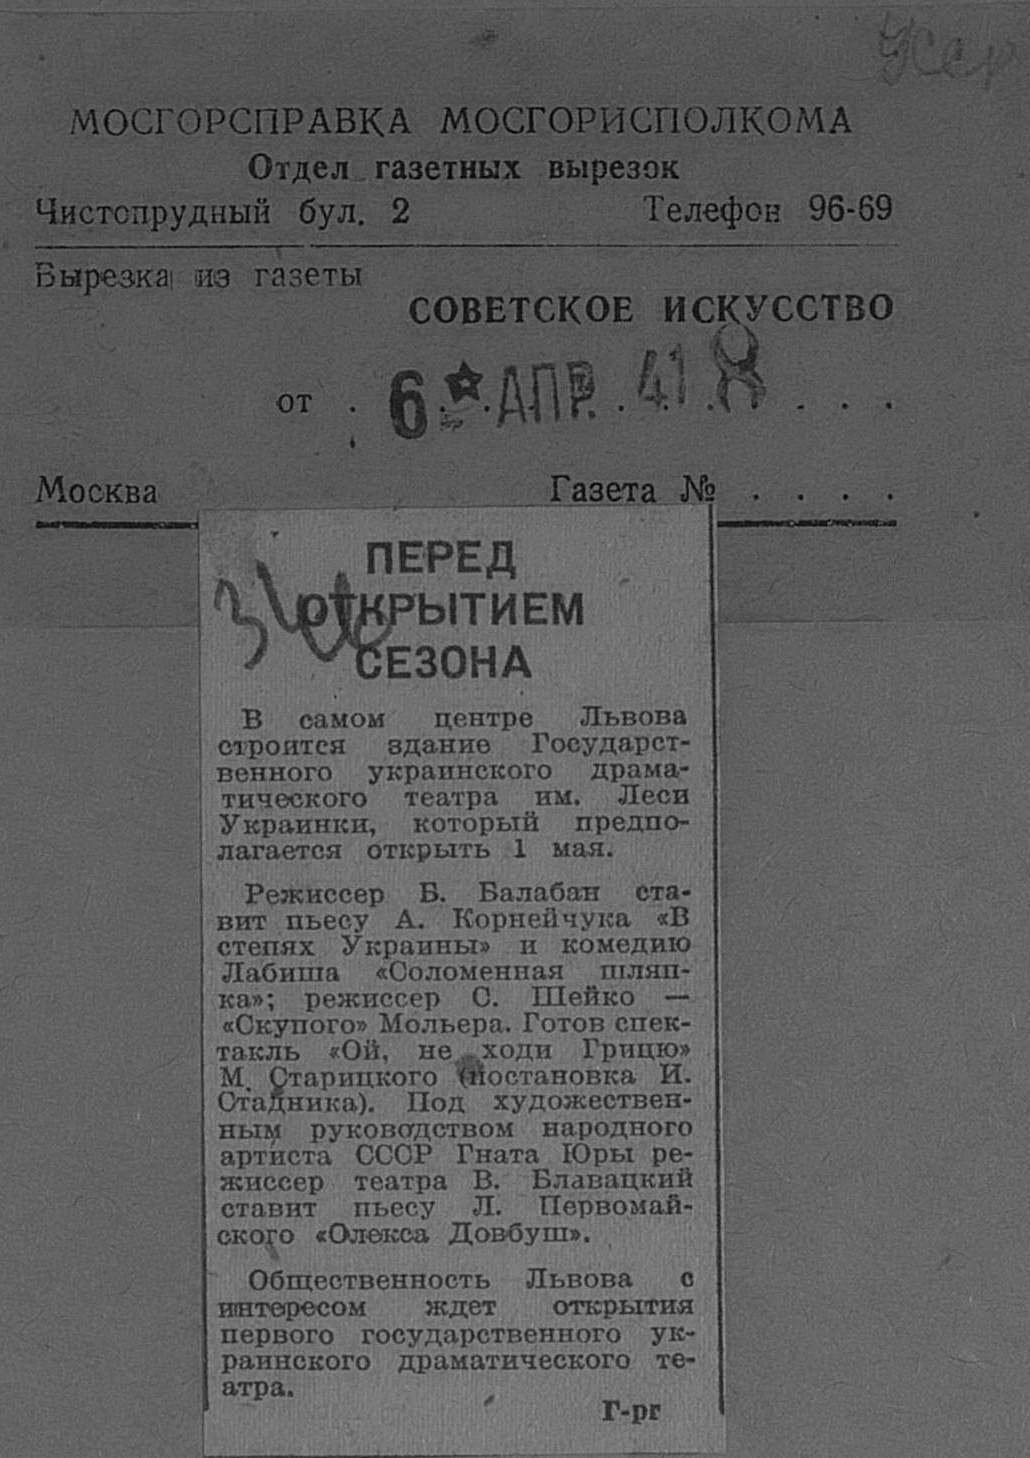 МОСГОРСПРАВКА МОСГОРИСПОЛКОМА
Отдел газетных вырезок
Чистопрудный бул. 2 Телефон 96-69
Вырезка из газеты
СОВЕТСКОЕ ИСКУССТВО
от . 6 АПР. 41 . . . .
Москва Газета № . . . .
ПЕРЕД
ОТКРЫТИЕМ
СЕЗОНА
В самом центре Львова
строится здание Государст-
венного украинского драма-
тического театра им. Леси
Украинки, который предпо-
лагается открыть 1 мая.
Режиссер Б. Балабан ста-
вит пьесу А. Корнейчука «В
степях Украины» и комедию
Лабиша «Соломенная шляп-
ка»; режиссер С. Шейко —
«Скупого» Мольера. Готов спек-
такль «Ой, не ходи Грицю»
М. Старицкого (постановка И.
Стадника). Под художествен-
ным руководством народного
артиста СССР Гната Юры ре-
жиссер театра В. Блавацкий
ставит пьесу Л. Первомай-
ского «Олекса Довбуш».
Общественность Львова с
интересом ждет открытия
первого государственного ук-
раинского драматического те-
атра.
Г-рг